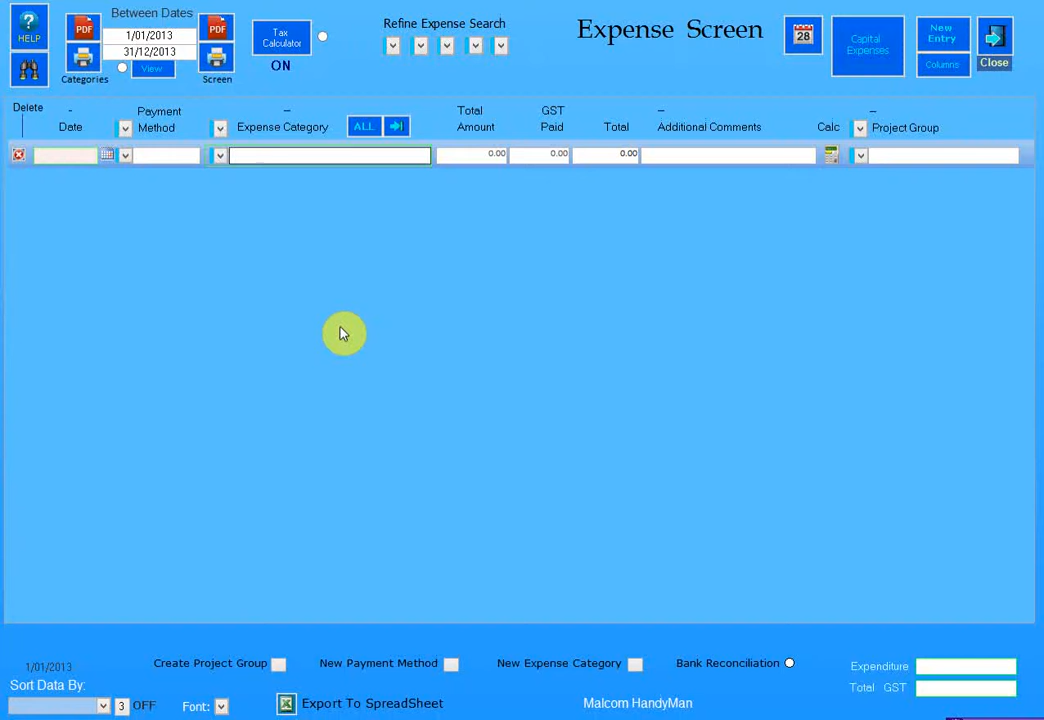 HELP
PDF
Categories
Between Dates
1/01/2013
31/12/2013
View
PDF
Screen
Tax
Calculator
ON
Refine Expense Search
Expense Screen
28
Capital
Expenses
New
Entry
Columns
Close
Delete
- Date
Payment
Method
-- Expense Category
ALL
Total
Amount
GST
Paid
Total
-- Additional Comments
Calc
-- Project Group
0.00
0.00
0.00
1/01/2013
Sort Data By:
3 OFF
Create Project Group
New Payment Method
New Expense Category
Bank Reconciliation
Font:
Export To SpreadSheet
Malcom HandyMan
Expenditure
Total GST